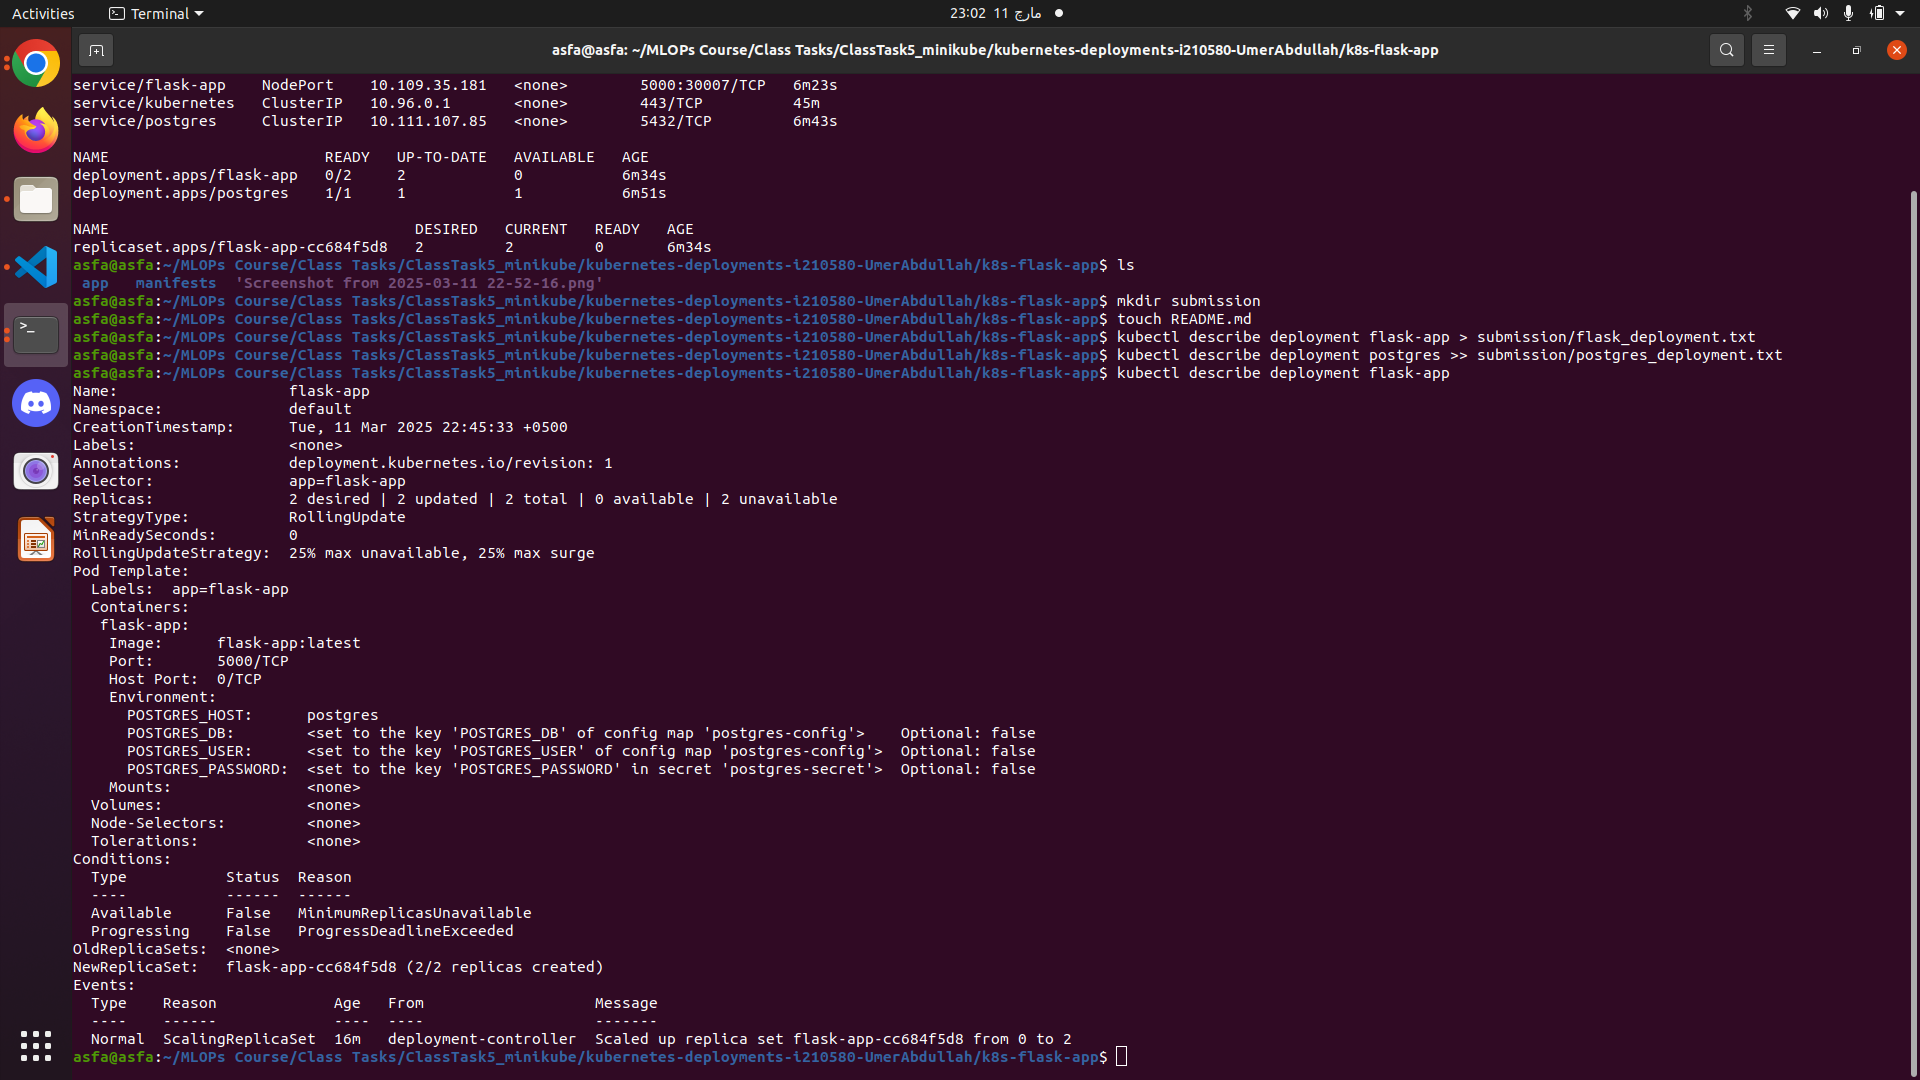 Activities
Terminal
23:02 11 مارچ
asfa@asfa: ~/MLOPs Course/Class Tasks/ClassTask5_minikube/kubernetes-deployments-i210580-UmerAbdullah/k8s-flask-app
service/flask-app    NodePort    10.109.35.181   <none>        5000:30007/TCP   6m23s
service/kubernetes   ClusterIP   10.96.0.1       <none>        443/TCP          45m
service/postgres     ClusterIP   10.111.107.85   <none>        5432/TCP         6m43s
NAME                        READY   UP-TO-DATE   AVAILABLE   AGE
deployment.apps/flask-app   0/2     2            0           6m34s
deployment.apps/postgres    1/1     1            1           6m51s
NAME                                  DESIRED   CURRENT   READY   AGE
replicaset.apps/flask-app-cc684f5d8   2         2         0       6m34s
asfa@asfa:~/MLOPs Course/Class Tasks/ClassTask5_minikube/kubernetes-deployments-i210580-UmerAbdullah/k8s-flask-app$ ls
app   manifests  'Screenshot from 2025-03-11 22-52-16.png'
asfa@asfa:~/MLOPs Course/Class Tasks/ClassTask5_minikube/kubernetes-deployments-i210580-UmerAbdullah/k8s-flask-app$ mkdir submission
asfa@asfa:~/MLOPs Course/Class Tasks/ClassTask5_minikube/kubernetes-deployments-i210580-UmerAbdullah/k8s-flask-app$ touch README.md
asfa@asfa:~/MLOPs Course/Class Tasks/ClassTask5_minikube/kubernetes-deployments-i210580-UmerAbdullah/k8s-flask-app$ kubectl describe deployment flask-app > submission/flask_deployment.txt
asfa@asfa:~/MLOPs Course/Class Tasks/ClassTask5_minikube/kubernetes-deployments-i210580-UmerAbdullah/k8s-flask-app$ kubectl describe deployment postgres >> submission/postgres_deployment.txt
asfa@asfa:~/MLOPs Course/Class Tasks/ClassTask5_minikube/kubernetes-deployments-i210580-UmerAbdullah/k8s-flask-app$ kubectl describe deployment flask-app
Name:                   flask-app
Namespace:              default
CreationTimestamp:      Tue, 11 Mar 2025 22:45:33 +0500
Labels:                 <none>
Annotations:            deployment.kubernetes.io/revision: 1
Selector:               app=flask-app
Replicas:               2 desired | 2 updated | 2 total | 0 available | 2 unavailable
StrategyType:           RollingUpdate
MinReadySeconds:        0
RollingUpdateStrategy:  25% max unavailable, 25% max surge
Pod Template:
  Labels:  app=flask-app
  Containers:
   flask-app:
    Image:      flask-app:latest
    Port:       5000/TCP
    Host Port:  0/TCP
    Environment:
      POSTGRES_HOST:      postgres
      POSTGRES_DB:        <set to the key 'POSTGRES_DB' of config map 'postgres-config'>    Optional: false
      POSTGRES_USER:      <set to the key 'POSTGRES_USER' of config map 'postgres-config'>  Optional: false
      POSTGRES_PASSWORD:  <set to the key 'POSTGRES_PASSWORD' in secret 'postgres-secret'>  Optional: false
    Mounts:               <none>
  Volumes:                <none>
  Node-Selectors:         <none>
  Tolerations:            <none>
Conditions:
  Type           Status  Reason
  ----           ------  ------
  Available      False   MinimumReplicasUnavailable
  Progressing    False   ProgressDeadlineExceeded
OldReplicaSets:  <none>
NewReplicaSet:   flask-app-cc684f5d8 (2/2 replicas created)
Events:
  Type    Reason             Age   From                   Message
  ----    ------             ----  ----                   -------
  Normal  ScalingReplicaSet  16m   deployment-controller  Scaled up replica set flask-app-cc684f5d8 from 0 to 2
asfa@asfa:~/MLOPs Course/Class Tasks/ClassTask5_minikube/kubernetes-deployments-i210580-UmerAbdullah/k8s-flask-app$